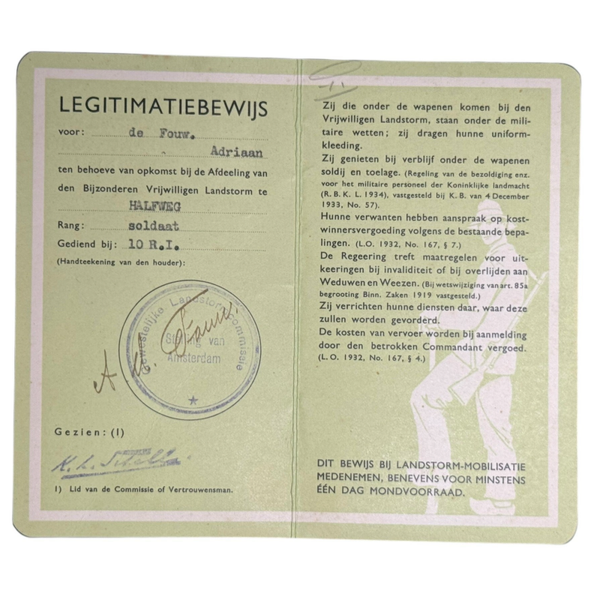 LEGITIMATIEBEWIJS
voor: de Fouw.
Adriaan
ten behoeve van opkomst bij de Afdeeling van
den Bijzonderen Vrijwilligen Landstorm te
HALFWEG
Rang: soldaat
Gediend bij: 10 R.I.
(Handteekening van den houder):
Gewestelijke Landstorm Commissie
Stelling van
Amsterdam
A de Fouw.
Gezien: (1)
1) Lid van de Commissie of Vertrouwensman.
Zij die onder de wapenen komen bij den
Vrijwilligen Landstorm, staan onder de mili-
taire wetten; zij dragen hunne uniform-
kleeding.
Zij genieten bij verblijf onder de wapenen
soldij en toelage. (Regeling van de bezoldiging enz.
voor het militaire personeel der Koninklijke landmacht
(R. B. K. L. 1934), vastgesteld bij K. B. van 4 December
1933, No. 57).
Hunne verwanten hebben aanspraak op kost-
winnersvergoeding volgens de bestaande bepa-
lingen. (L.O. 1932, No. 167, § 7.)
De Regeering treft maatregelen voor uit-
keeringen bij invaliditeit of bij overlijden aan
Weduwen en Weezen. (Bij wetswijziging van art. 85a
begrooting Binn. Zaken 1919 vastgesteld.)
Zij verrichten hunne diensten daar, waar deze
zullen worden gevorderd.
De kosten van vervoer worden bij aanmelding
door den betrokken Commandant vergoed.
(L.O. 1932, No. 167, § 4.)
DIT BEWIJS BIJ LANDSTORM-MOBILISATIE
MEDENEMEN, BENEVENS VOOR MINSTENS
ÉÉN DAG MONDVOORRAAD.